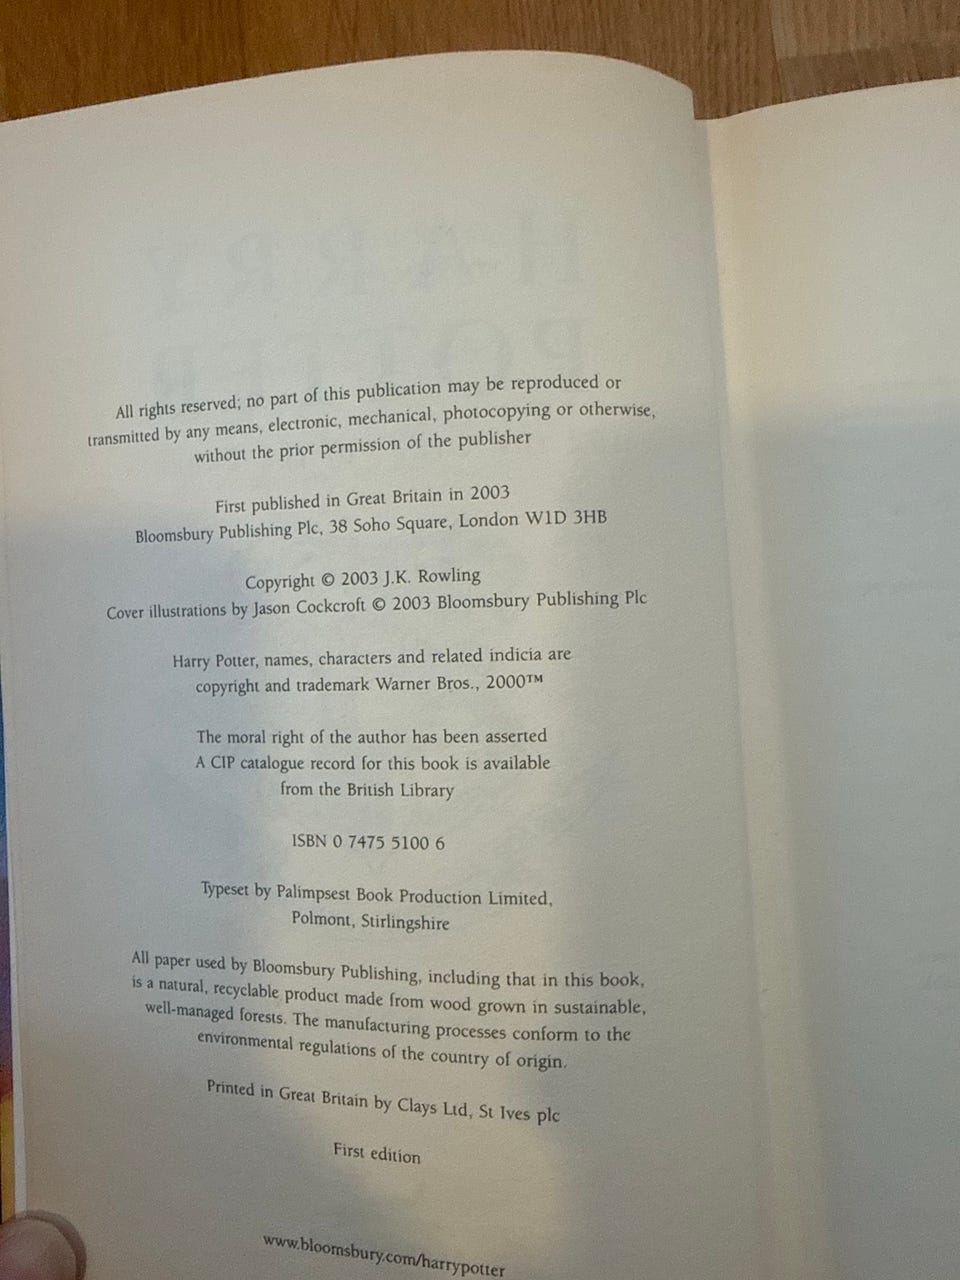 All rights reserved; no part of this publication may be reproduced or
transmitted by any means, electronic, mechanical, photocopying or otherwise,
without the prior permission of the publisher
First published in Great Britain in 2003
Bloomsbury Publishing Plc, 38 Soho Square, London W1D 3HB
Copyright © 2003 J.K. Rowling
Cover illustrations by Jason Cockcroft © 2003 Bloomsbury Publishing Plc
Harry Potter, names, characters and related indicia are
copyright and trademark Warner Bros., 2000™
The moral right of the author has been asserted
A CIP catalogue record for this book is available
from the British Library
ISBN 0 7475 5100 6
Typeset by Palimpsest Book Production Limited,
Polmont, Stirlingshire
All paper used by Bloomsbury Publishing, including that in this book,
is a natural, recyclable product made from wood grown in sustainable,
well-managed forests. The manufacturing processes conform to the
environmental regulations of the country of origin.
Printed in Great Britain by Clays Ltd, St Ives plc
First edition
www.bloomsbury.com/harrypotter